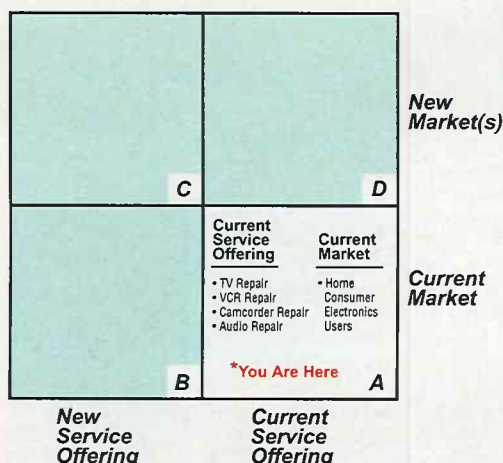 New
Market(s)
C
D
Current
Service
Offering
Current
Market
• TV Repair
• VCR Repair
• Camcorder Repair
• Audio Repair
• Home
Consumer
Electronics
Users
Current
Market
*You Are Here
B
A
New
Service
Offering
Current
Service
Offering